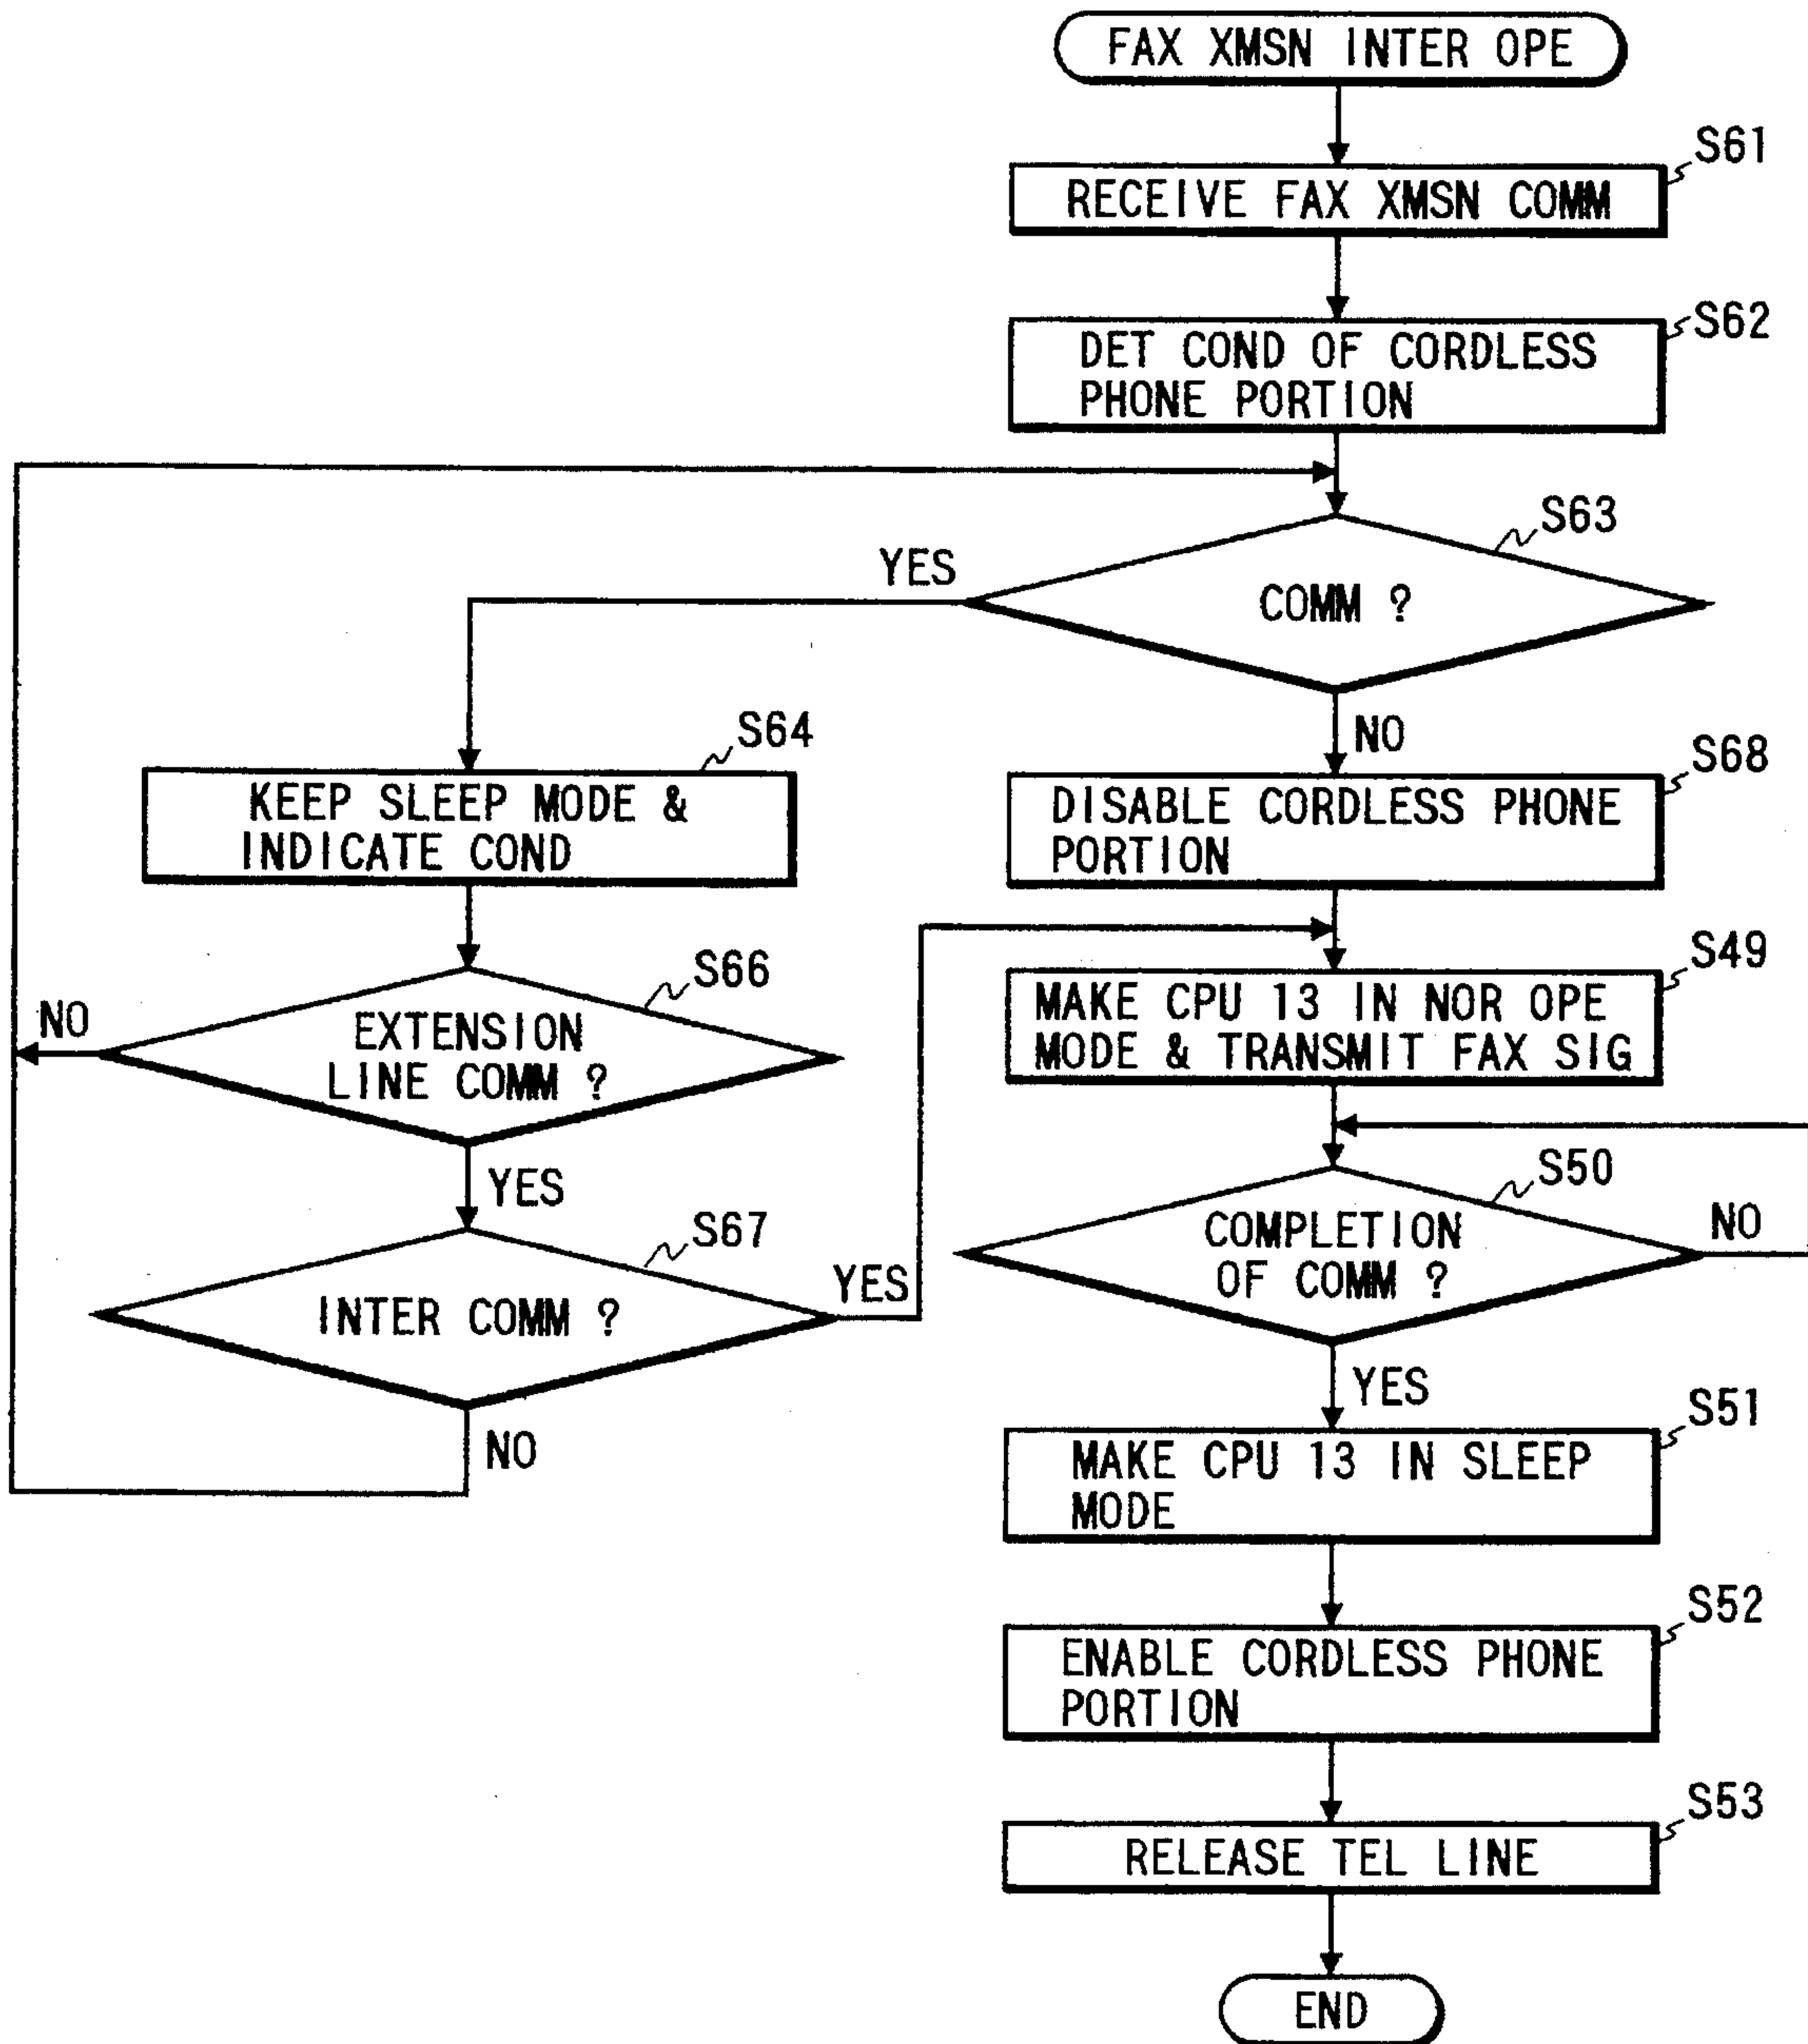 FAX XMSN INTER OPE
S61
RECEIVE FAX XMSN COMM
S62
DET COND OF CORDLESS
PHONE PORTION
S63
YES
COMM ?
NO
S64
KEEP SLEEP MODE &
INDICATE COND
S68
DISABLE CORDLESS PHONE
PORTION
S66
NO
EXTENSION
LINE COMM ?
YES
S49
MAKE CPU 13 IN NOR OPE
MODE & TRANSMIT FAX SIG
S67
YES
INTER COMM ?
NO
S50
NO
COMPLETION
OF COMM ?
YES
S51
MAKE CPU 13 IN SLEEP
MODE
S52
ENABLE CORDLESS PHONE
PORTION
S53
RELEASE TEL LINE
END